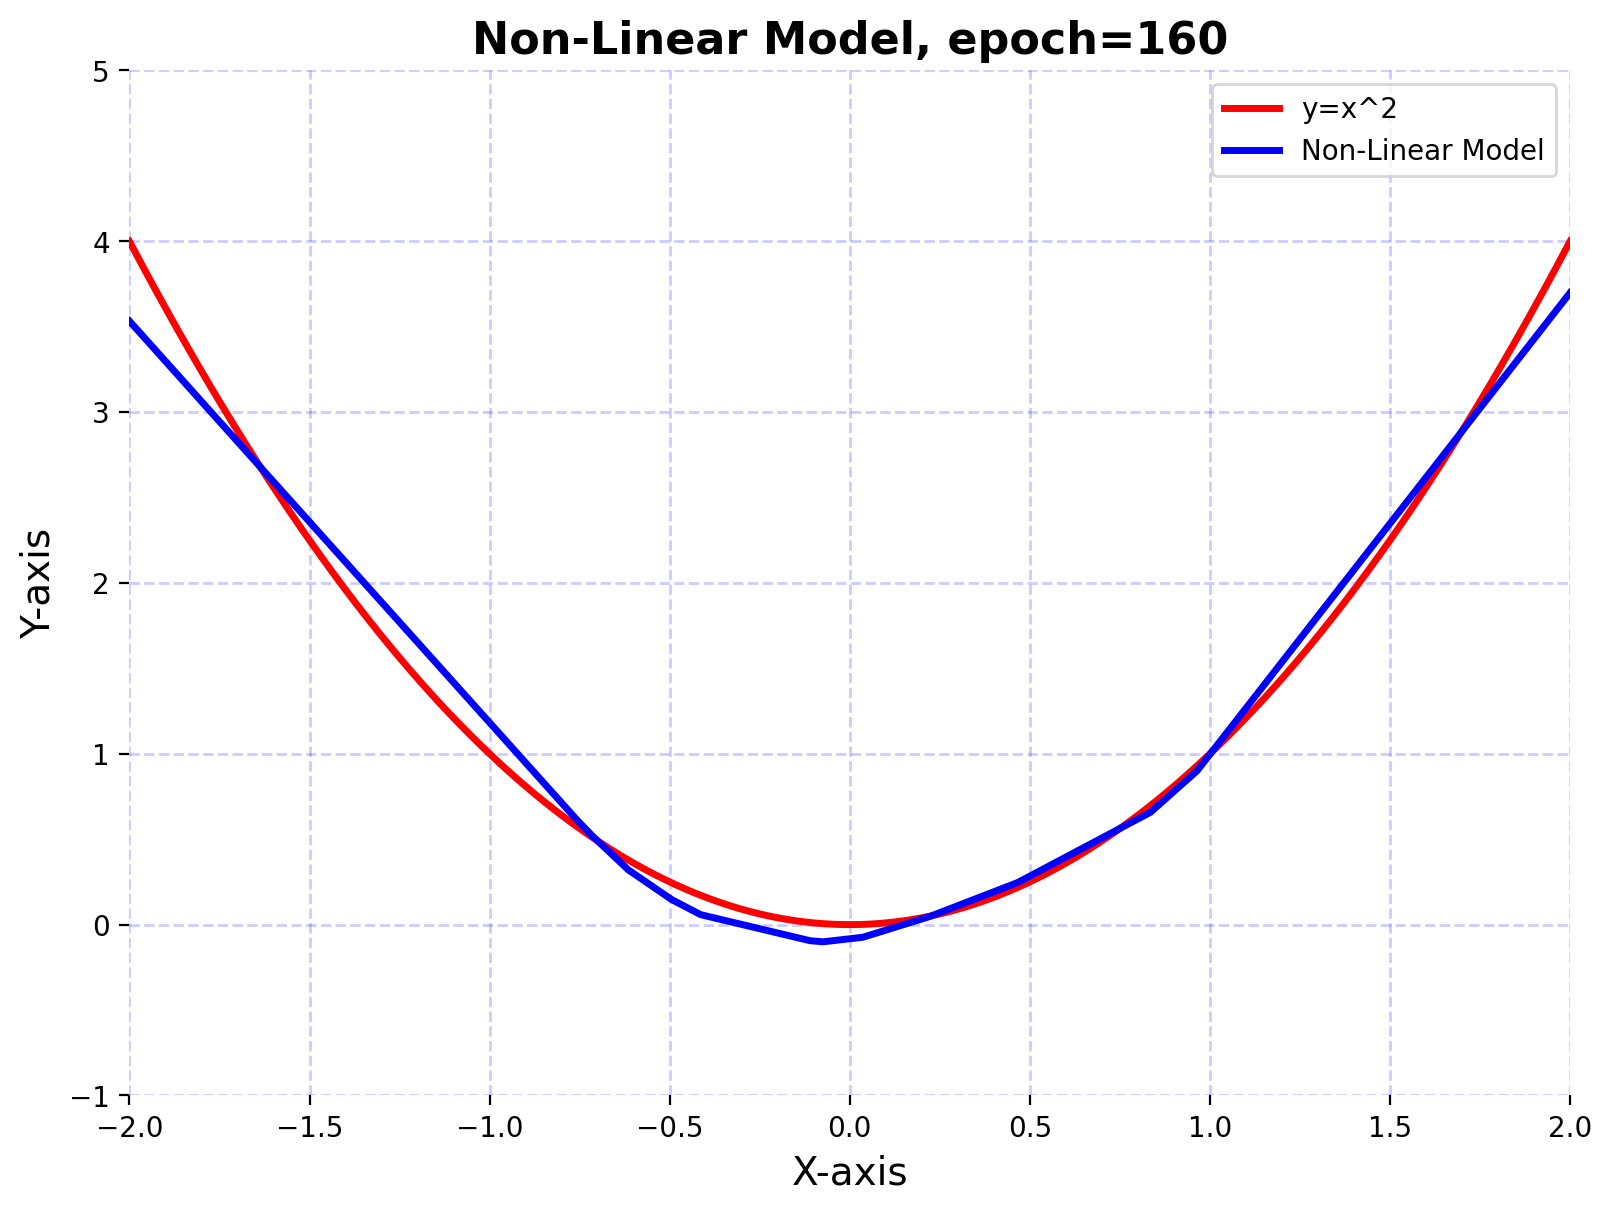 Non-Linear Model, epoch=160
y=x^2
Non-Linear Model
5
4
3
2
1
0
−1
Y-axis
−2.0 −1.5 −1.0 −0.5 0.0 0.5 1.0 1.5 2.0
X-axis